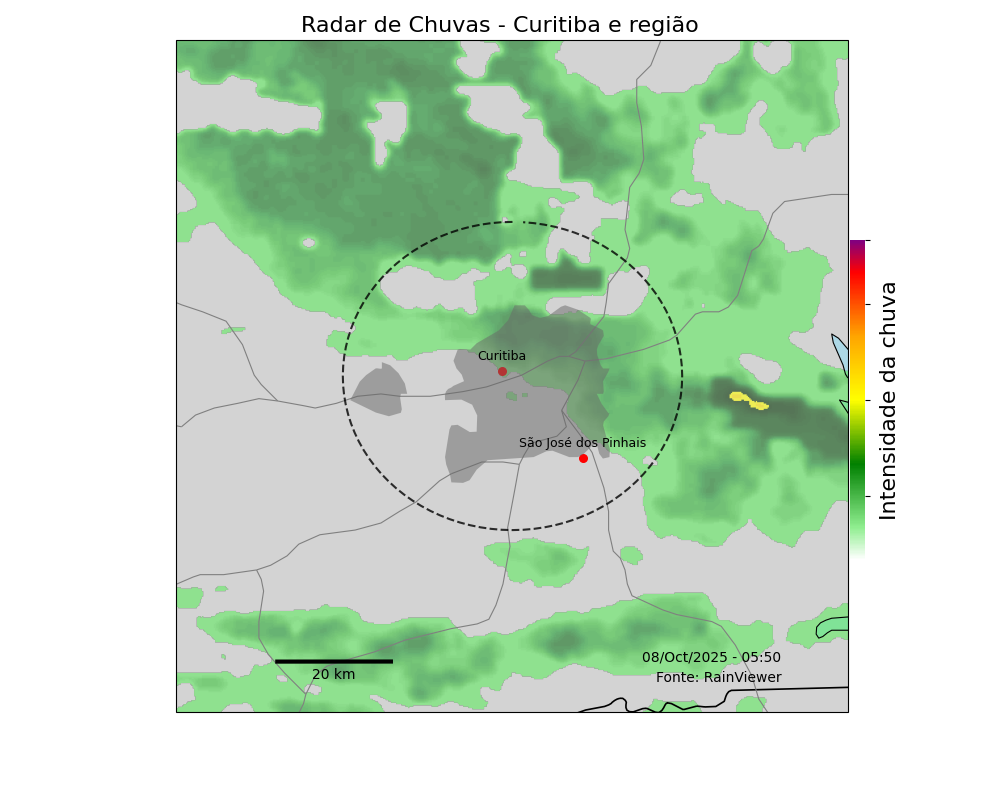 Radar de Chuvas - Curitiba e região
Curitiba
São José dos Pinhais
Intensidade da chuva
20 km
08/Oct/2025 - 05:50
Fonte: RainViewer